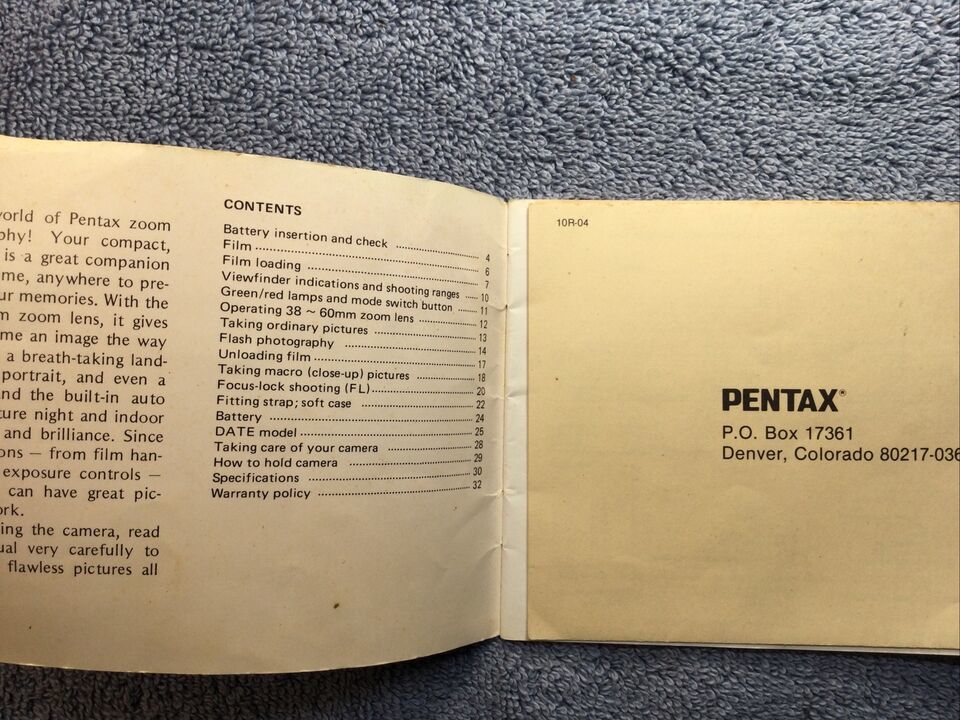 orld of Pentax zoom
phy! Your compact,
is a great companion
me, anywhere to pre-
ur memories. With the
m zoom lens, it gives
me an image the way
a breath-taking land-
portrait, and even a
nd the built-in auto
ture night and indoor
and brilliance. Since
ons — from film han-
exposure controls —
can have great pic-
ork.
ing the camera, read
ual very carefully to
flawless pictures all
CONTENTS
Battery insertion and check 4
Film 6
Film loading 7
Viewfinder indications and shooting ranges 10
Green/red lamps and mode switch button 11
Operating 38 ~ 60mm zoom lens 12
Taking ordinary pictures 13
Flash photography 14
Unloading film 17
Taking macro (close-up) pictures 18
Focus-lock shooting (FL) 20
Fitting strap; soft case 22
Battery 24
DATE model 25
Taking care of your camera 28
How to hold camera 29
Specifications 30
Warranty policy 32
10R-04
PENTAX®
P.O. Box 17361
Denver, Colorado 80217-036